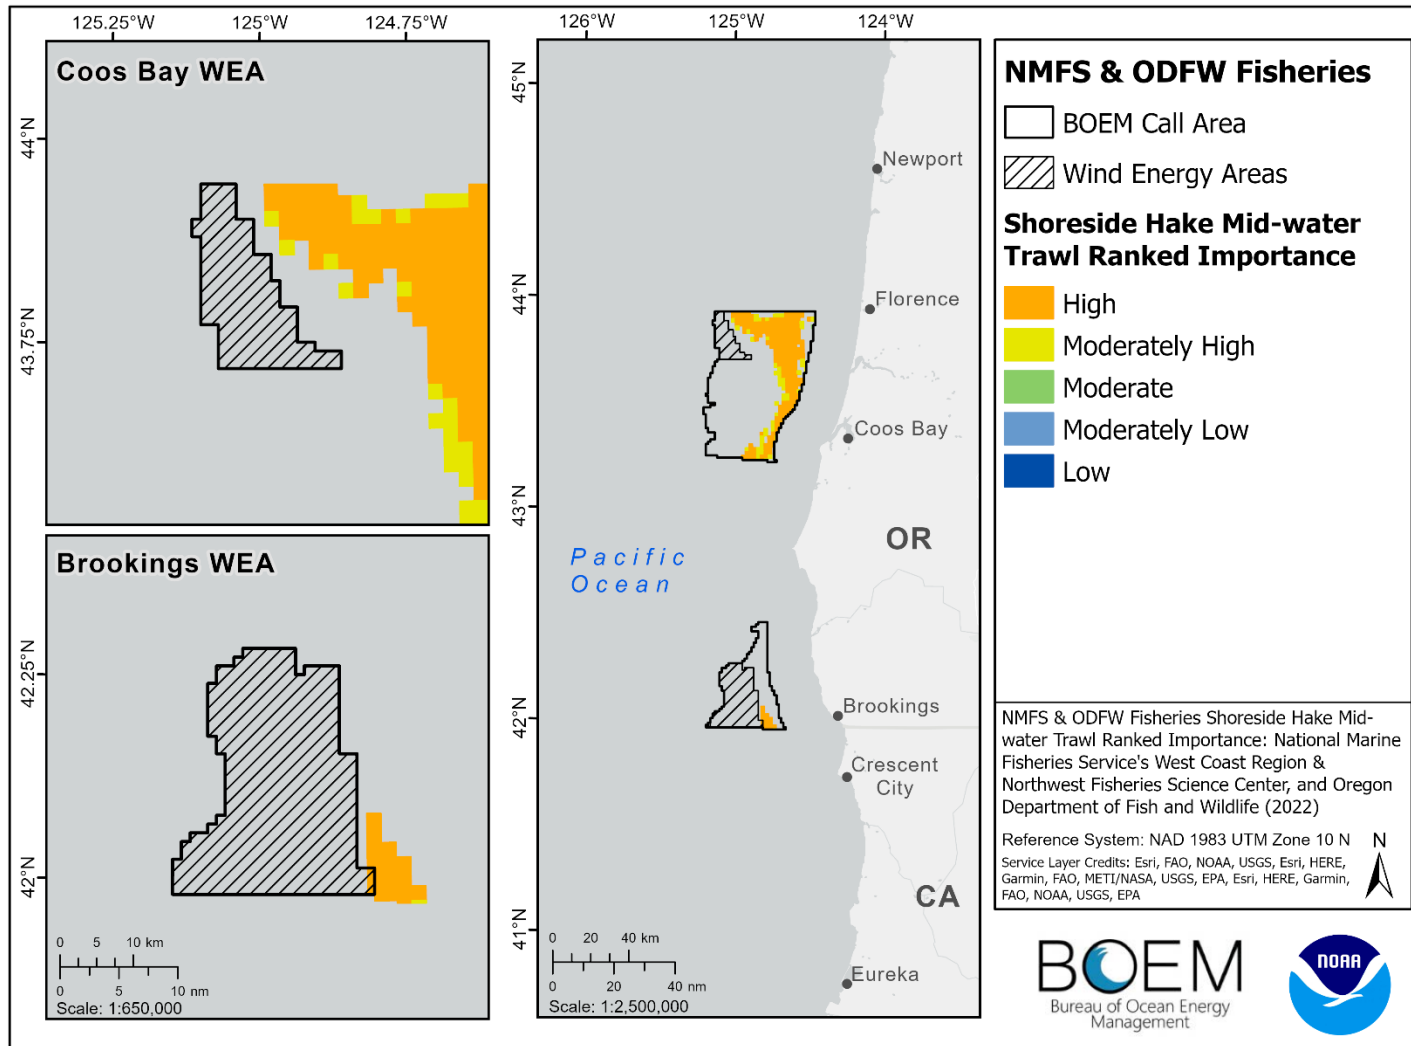 125.25°W 125°W 124.75°W
126°W 125°W 124°W
Coos Bay WEA
44°N
43.75°N
Brookings WEA
42.25°N
42°N
0 5 10 km
0 5 10 nm
Scale: 1:650,000
45°N
44°N
43°N
42°N
41°N
Newport
Florence
Coos Bay
OR
Pacific
Ocean
Brookings
Crescent
City
CA
Eureka
0 20 40 km
0 20 40 nm
Scale: 1:2,500,000
NMFS & ODFW Fisheries
BOEM Call Area
Wind Energy Areas
Shoreside Hake Mid-water
Trawl Ranked Importance
High
Moderately High
Moderate
Moderately Low
Low
NMFS & ODFW Fisheries Shoreside Hake Mid-
water Trawl Ranked Importance: National Marine
Fisheries Service's West Coast Region &
Northwest Fisheries Science Center, and Oregon
Department of Fish and Wildlife (2022)
Reference System: NAD 1983 UTM Zone 10 N
N
Service Layer Credits: Esri, FAO, NOAA, USGS, Esri, HERE,
Garmin, FAO, METI/NASA, USGS, EPA, Esri, HERE, Garmin,
FAO, NOAA, USGS, EPA
BOEM
Bureau of Ocean Energy
Management
NOAA